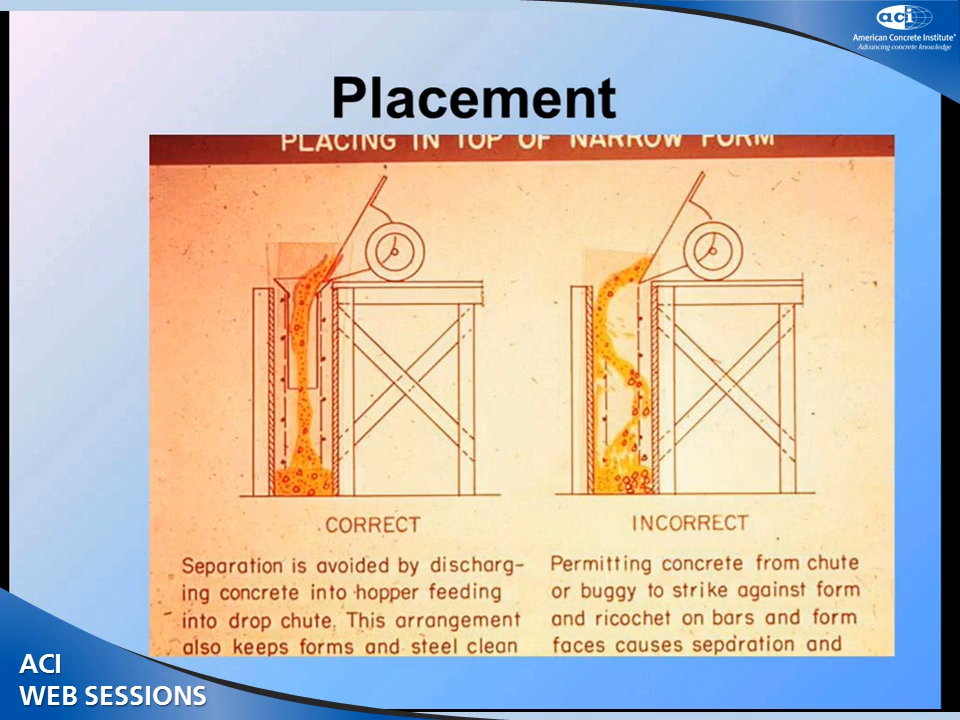 aci
American Concrete Institute®
Advancing concrete knowledge
Placement
PLACING IN TOP OF NARROW FORM
CORRECT
INCORRECT
Separation is avoided by discharg-
ing concrete into hopper feeding
into drop chute. This arrangement
also keeps forms and steel clean
Permitting concrete from chute
or buggy to strike against form
and ricochet on bars and form
faces causes separation and
ACI
WEB SESSIONS